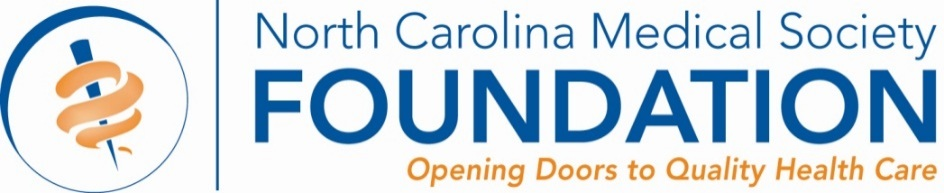 North Carolina Medical Society
FOUNDATION
Opening Doors to Quality Health Care